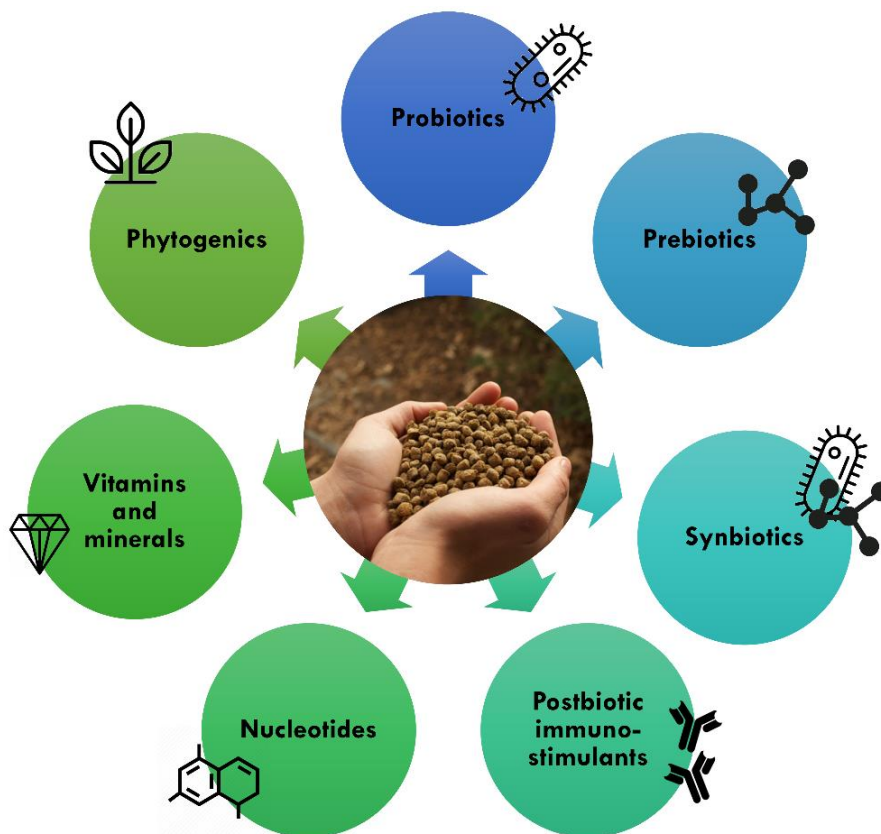 Probiotics
Prebiotics
Synbiotics
Postbiotic
immuno-
stimulants
Nucleotides
Vitamins
and
minerals
Phytogenics